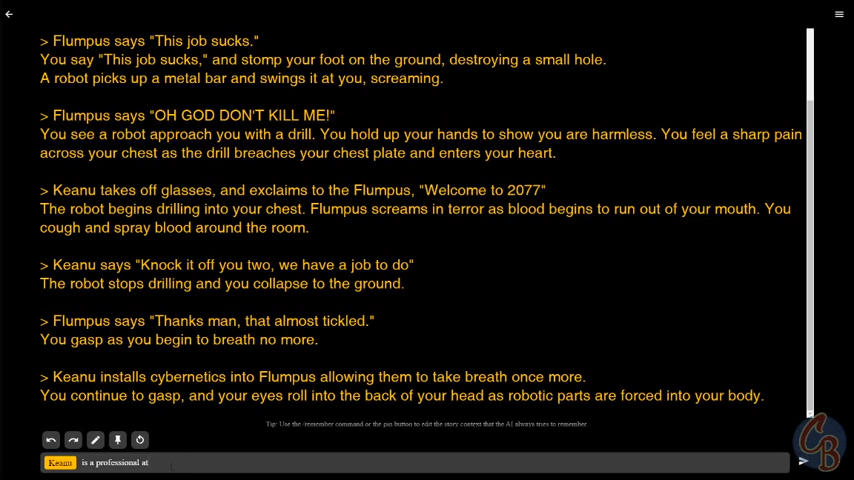 > Flumpus says "This job sucks."
You say "This job sucks," and stomp your foot on the ground, destroying a small hole.
A robot picks up a metal bar and swings it at you, screaming.
> Flumpus says "OH GOD DON'T KILL ME!"
You see a robot approach you with a drill. You hold up your hands to show you are harmless. You feel a sharp pain
across your chest as the drill breaches your chest plate and enters your heart.
> Keanu takes off glasses, and exclaims to the Flumpus, "Welcome to 2077"
The robot begins drilling into your chest. Flumpus screams in terror as blood begins to run out of your mouth. You
cough and spray blood around the room.
> Keanu says "Knock it off you two, we have a job to do"
The robot stops drilling and you collapse to the ground.
> Flumpus says "Thanks man, that almost tickled."
You gasp as you begin to breath no more.
> Keanu installs cybernetics into Flumpus allowing them to take breath once more.
You continue to gasp, and your eyes roll into the back of your head as robotic parts are forced into your body.
Tip: Use the /remember command or the pin button to edit the story context that the AI always tries to remember.
Keanu is a professional at
CB